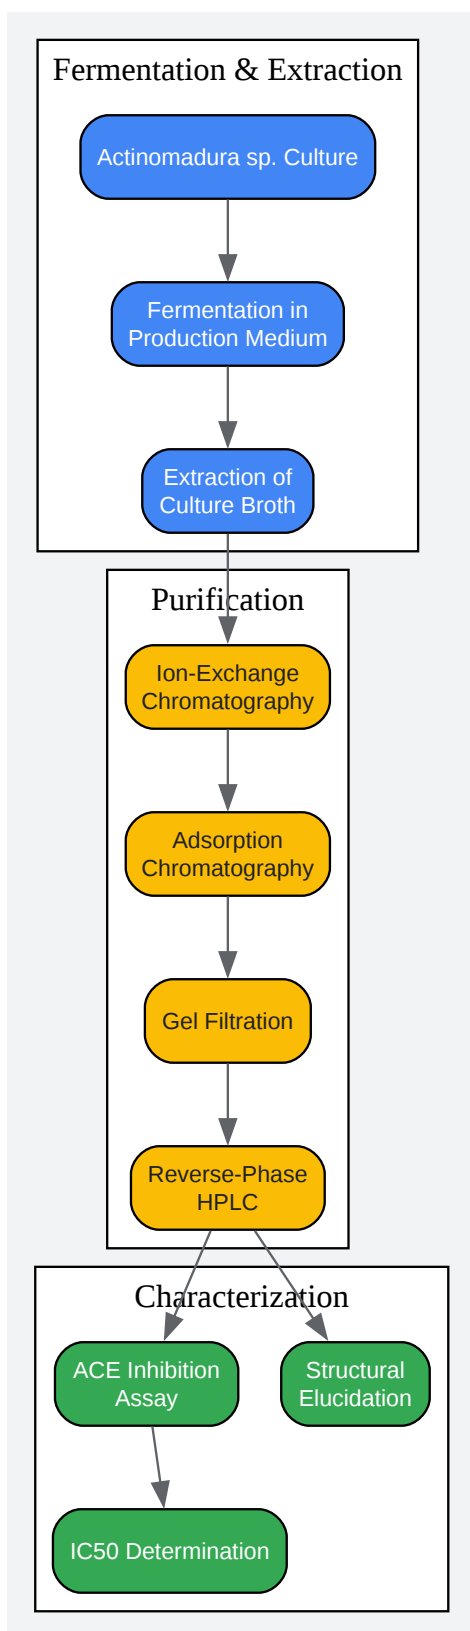 Fermentation & Extraction
Actinomadura sp. Culture
Fermentation in
Production Medium
Extraction of
Culture Broth
Purification
Ion-Exchange
Chromatography
Adsorption
Chromatography
Gel Filtration
Reverse-Phase
HPLC
Characterization
ACE Inhibition
Assay
Structural
Elucidation
IC50 Determination